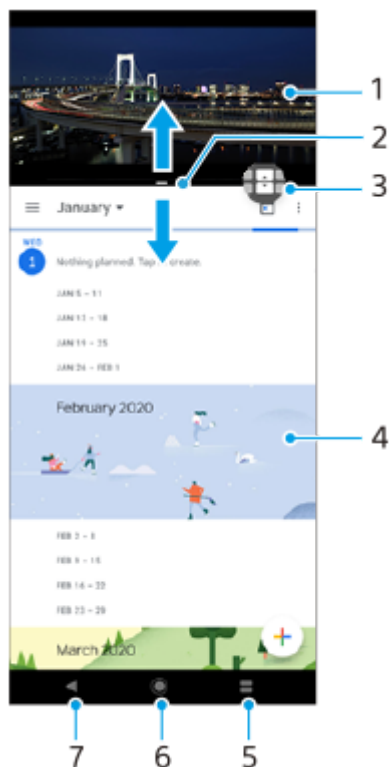 1
2
3
January
WED
1
Nothing planned. Tap to create.
JAN 5 – 11
JAN 12 – 18
JAN 19 – 25
JAN 26 – FEB 1
February 2020
4
FEB 2 – 8
FEB 9 – 15
FEB 16 – 22
FEB 23 – 29
March 2020
7
6
5